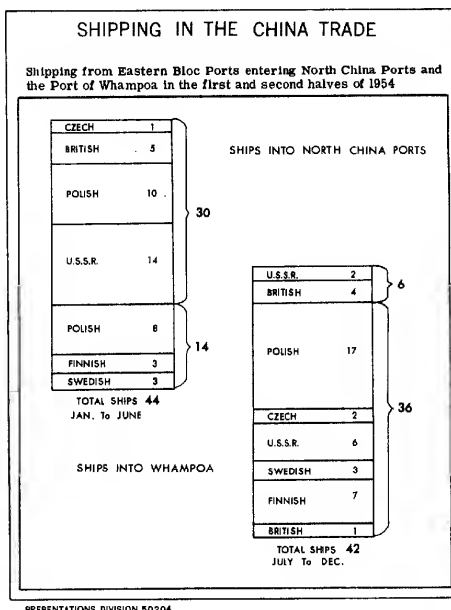 SHIPPING IN THE CHINA TRADE
Shipping from Eastern Bloc Ports entering North China Ports and
the Port of Whampoa in the first and second halves of 1954
SHIPS INTO NORTH CHINA PORTS
CZECH 1
BRITISH 5
POLISH 10
U.S.S.R. 14
30
POLISH 8
FINNISH 3
SWEDISH 3
14
TOTAL SHIPS 44
JAN. To JUNE
SHIPS INTO WHAMPOA
U.S.S.R. 2
BRITISH 4
6
POLISH 17
CZECH 2
U.S.S.R. 6
SWEDISH 3
FINNISH 7
BRITISH 1
36
TOTAL SHIPS 42
JULY To DEC.
PRESENTATIONS DIVISION 50204